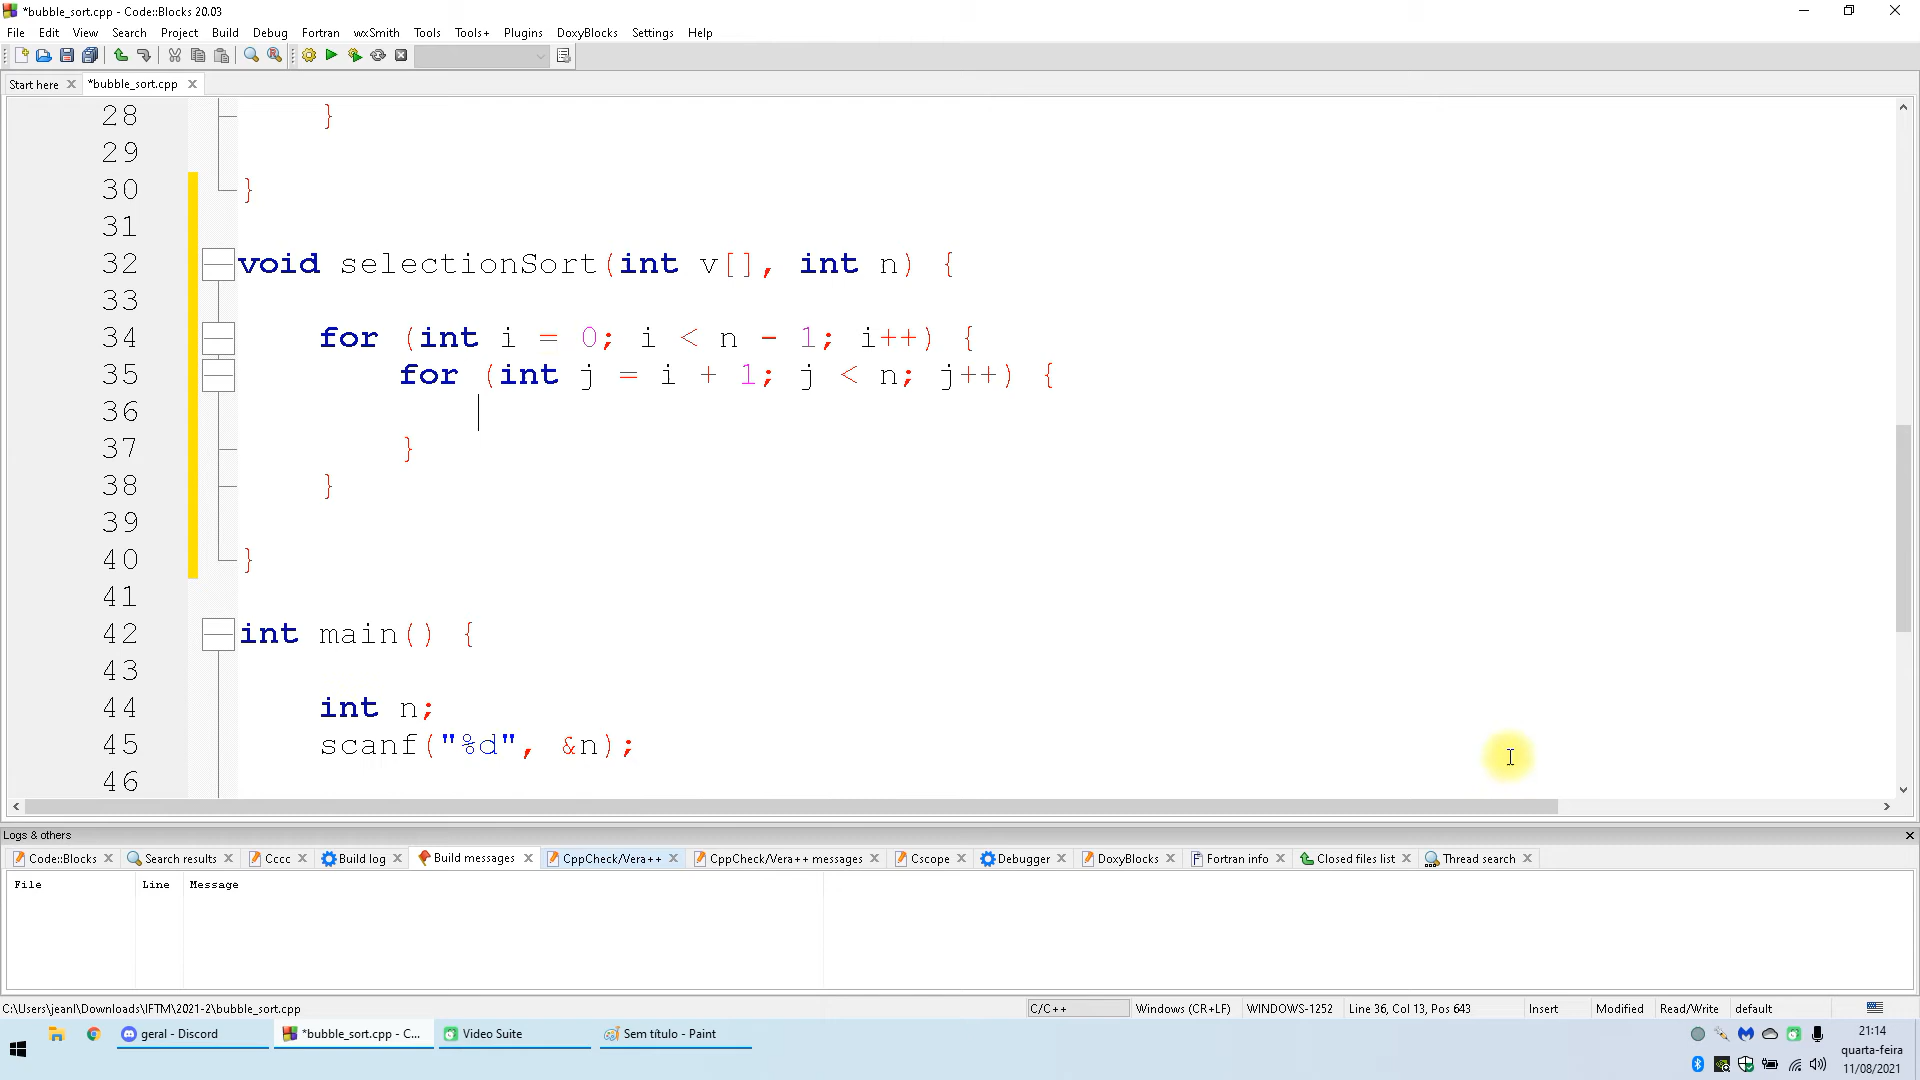 *bubble_sort.cpp - Code::Blocks 20.03
File Edit View Search Project Build Debug Fortran wxSmith Tools Tools+ Plugins DoxyBlocks Settings Help
Start here *bubble_sort.cpp
28 }
29
30 }
31
32 void selectionSort(int v[], int n) {
33
34 for (int i = 0; i < n - 1; i++) {
35 for (int j = i + 1; j < n; j++) {
36
37 }
38 }
39
40 }
41
42 int main() {
43
44 int n;
45 scanf("%d", &n);
46
Logs & others
Code::Blocks Search results Cccc Build log Build messages CppCheck/Vera++ CppCheck/Vera++ messages Cscope Debugger DoxyBlocks Fortran info Closed files list Thread search
File Line Message
C:\Users\jeanl\Downloads\IFTM\2021-2\bubble_sort.cpp C/C++ Windows (CR+LF) WINDOWS-1252 Line 36, Col 13, Pos 643 Insert Modified Read/Write default
geral - Discord *bubble_sort.cpp - C... Video Suite Sem título - Paint
21:14
quarta-feira
11/08/2021